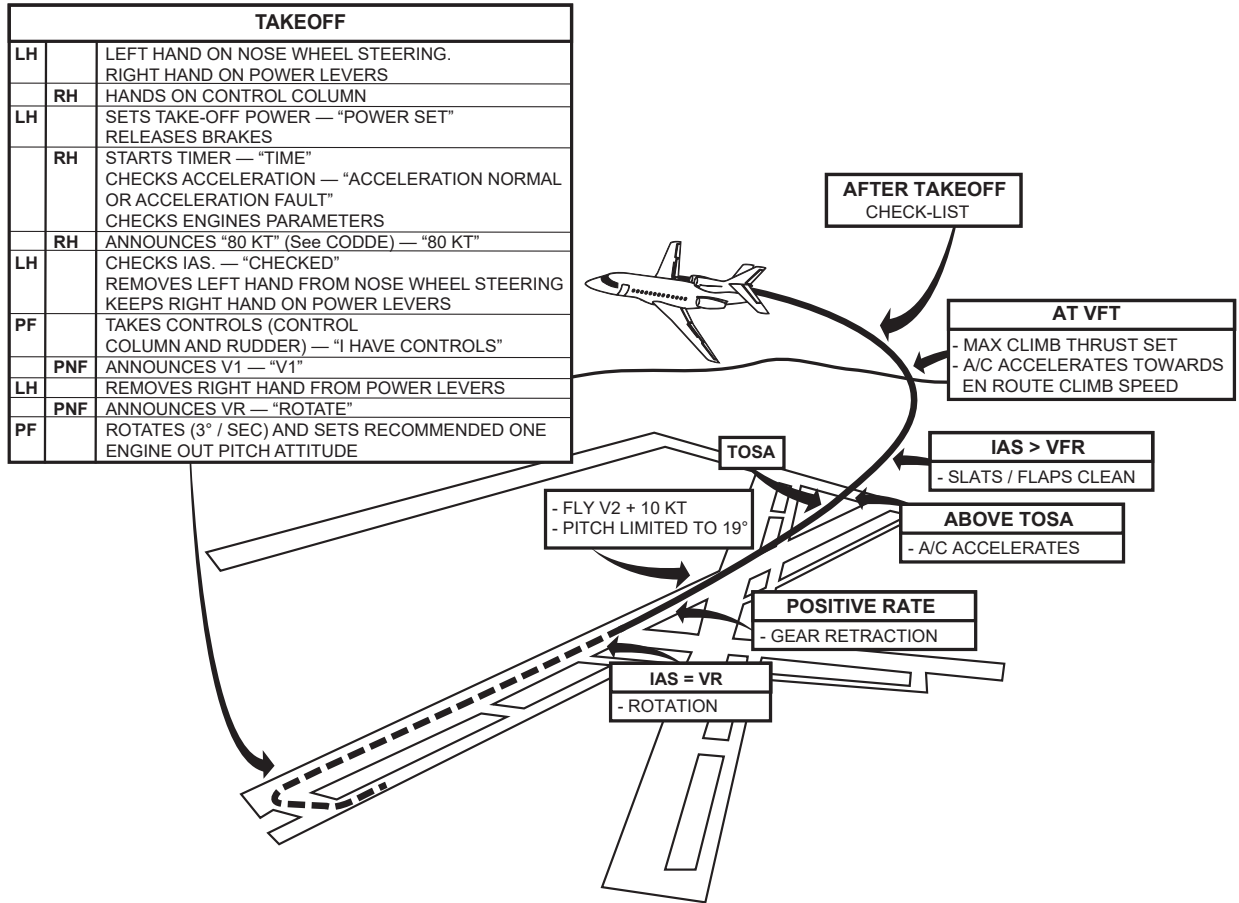 TAKEOFF
LH LEFT HAND ON NOSE WHEEL STEERING.
RIGHT HAND ON POWER LEVERS
RH HANDS ON CONTROL COLUMN
LH SETS TAKE-OFF POWER — “POWER SET”
RELEASES BRAKES
RH STARTS TIMER — “TIME”
CHECKS ACCELERATION — “ACCELERATION NORMAL
OR ACCELERATION FAULT”
CHECKS ENGINES PARAMETERS
RH ANNOUNCES “80 KT” (See CODDE) — “80 KT”
LH CHECKS IAS. — “CHECKED”
REMOVES LEFT HAND FROM NOSE WHEEL STEERING
KEEPS RIGHT HAND ON POWER LEVERS
PF TAKES CONTROLS (CONTROL
COLUMN AND RUDDER) — “I HAVE CONTROLS”
PNF ANNOUNCES V1 — “V1”
LH REMOVES RIGHT HAND FROM POWER LEVERS
PNF ANNOUNCES VR — “ROTATE”
PF ROTATES (3° / SEC) AND SETS RECOMMENDED ONE
ENGINE OUT PITCH ATTITUDE
AFTER TAKEOFF
CHECK-LIST
AT VFT
- MAX CLIMB THRUST SET
- A/C ACCELERATES TOWARDS
EN ROUTE CLIMB SPEED
IAS > VFR
- SLATS / FLAPS CLEAN
TOSA
ABOVE TOSA
- A/C ACCELERATES
- FLY V2 + 10 KT
- PITCH LIMITED TO 19°
POSITIVE RATE
- GEAR RETRACTION
IAS = VR
- ROTATION